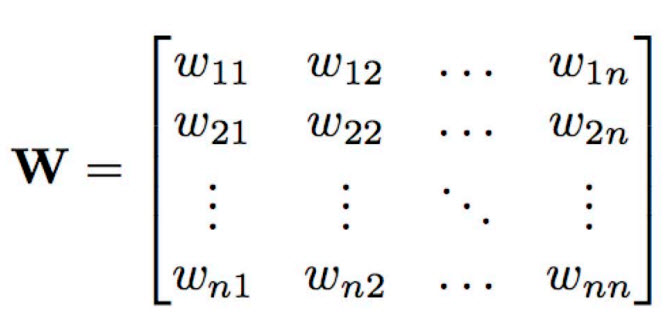 w11 w12 … w1n
w21 w22 … w2n
W = ⋮ ⋮ ⋱ ⋮
wn1 wn2 … wnn